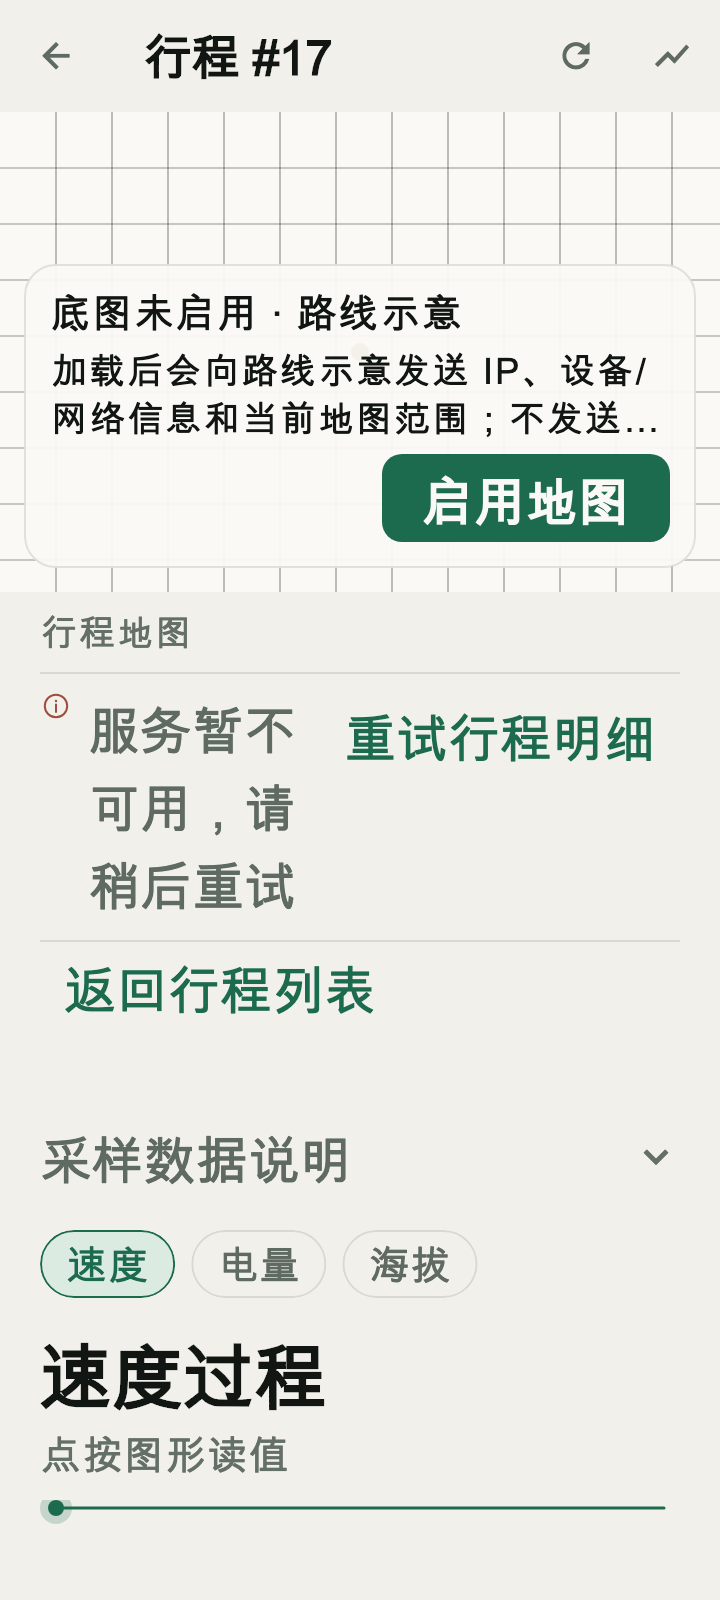 行程 #17
底图未启用 · 路线示意
加载后会向路线示意发送 IP、设备/
网络信息和当前地图范围；不发送...
启用地图
行程地图
服务暂不
可用，请
稍后重试
重试行程明细
返回行程列表
采样数据说明
速度
电量
海拔
速度过程
点按图形读值